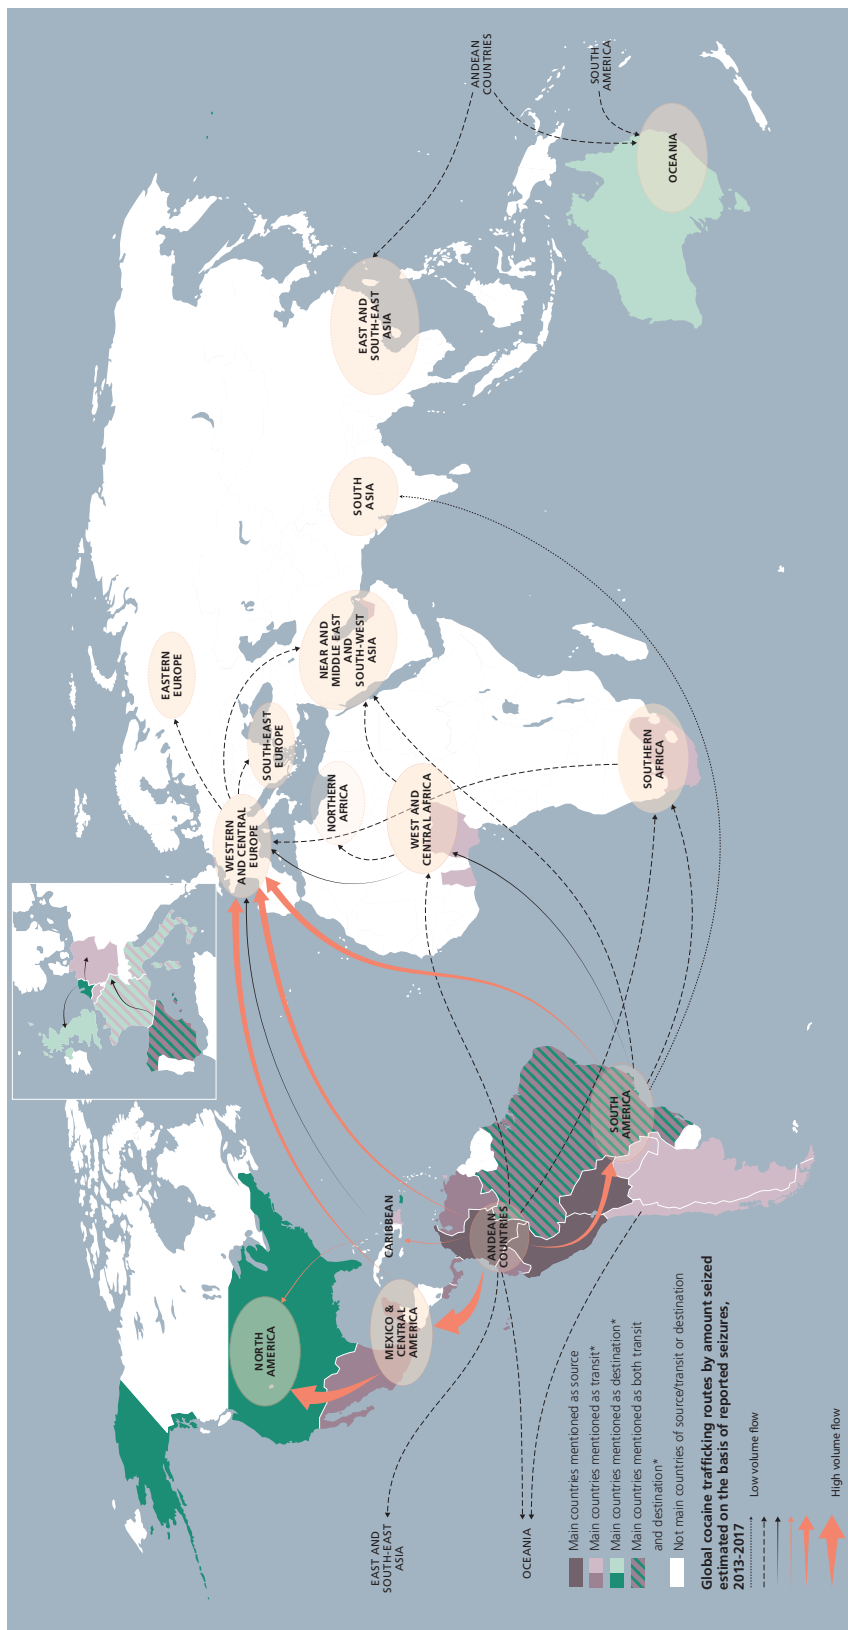 ANDEAN
COUNTRIES
SOUTH
AMERICA
OCEANIA
EAST AND
SOUTH-EAST
ASIA
SOUTH
ASIA
NEAR AND
MIDDLE EAST
AND
SOUTH-WEST
ASIA
EASTERN
EUROPE
SOUTH-EAST
EUROPE
WESTERN
AND CENTRAL
EUROPE
NORTHERN
AFRICA
WEST AND
CENTRAL AFRICA
SOUTHERN
AFRICA
SOUTH
AMERICA
CARIBBEAN
ANDEAN
COUNTRIES
MEXICO &
CENTRAL
AMERICA
NORTH
AMERICA
EAST AND
SOUTH-EAST
ASIA
OCEANIA
Main countries mentioned as source
Main countries mentioned as transit*
Main countries mentioned as destination*
Main countries mentioned as both transit
and destination*
Not main countries of source/transit or destination
Global cocaine trafficking routes by amount seized
estimated on the basis of reported seizures,
2013-2017
Low volume flow
High volume flow